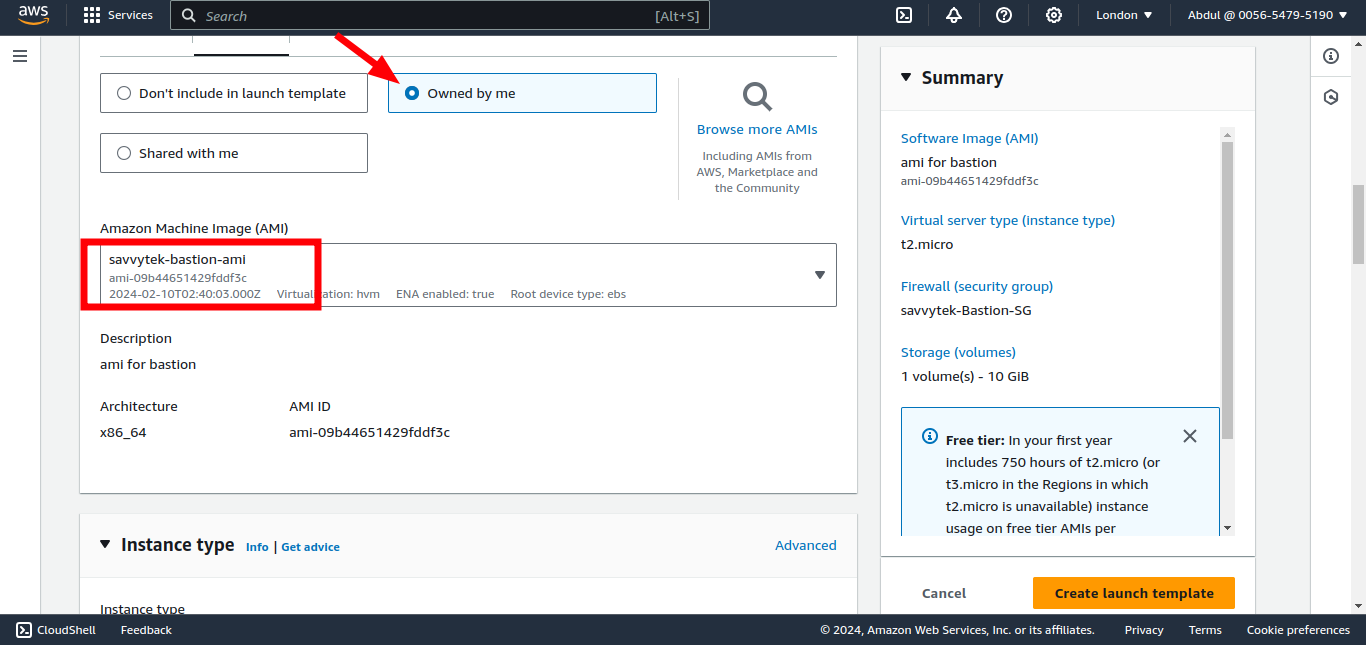 aws
Services
Search
[Alt+S]
London
Abdul @ 0056-5479-5190
Don't include in launch template
Owned by me
Shared with me
Browse more AMIs
Including AMIs from
AWS, Marketplace and
the Community
Amazon Machine Image (AMI)
savvytek-bastion-ami
ami-09b44651429fddf3c
2024-02-10T02:40:03.000Z Virtualization: hvm ENA enabled: true Root device type: ebs
Description
ami for bastion
Architecture
AMI ID
x86_64
ami-09b44651429fddf3c
Instance type Info | Get advice
Advanced
Instance type
Summary
Software Image (AMI)
ami for bastion
ami-09b44651429fddf3c
Virtual server type (instance type)
t2.micro
Firewall (security group)
savvytek-Bastion-SG
Storage (volumes)
1 volume(s) - 10 GiB
Free tier: In your first year
includes 750 hours of t2.micro (or
t3.micro in the Regions in which
t2.micro is unavailable) instance
usage on free tier AMIs per
Cancel
Create launch template
CloudShell
Feedback
© 2024, Amazon Web Services, Inc. or its affiliates.
Privacy
Terms
Cookie preferences